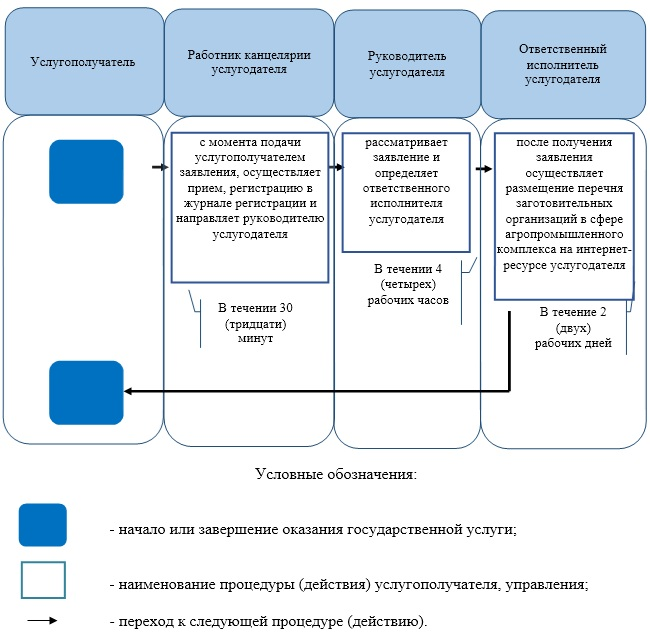 Услугополучатель
Работник канцелярии
услугодателя
Руководитель
услугодателя
Ответственный
исполнитель
услугодателя
с момента подачи
услугополучателем
заявления, осуществляет
прием, регистрацию в
журнале регистрации и
направляет руководителю
услугодателя
рассматривает
заявление и
определяет
ответственного
исполнителя
услугодателя
после получения
заявления
осуществляет
размещение перечня
заготовительных
организаций в сфере
агропромышленного
комплекса на интернет-
ресурсе услугодателя
В течении 30
(тридцати)
минут
В течении 4
(четырех)
рабочих часов
В течение 2
(двух)
рабочих дней
Условные обозначения:
- начало или завершение оказания государственной услуги;
- наименование процедуры (действия) услугополучателя, управления;
- переход к следующей процедуре (действию).